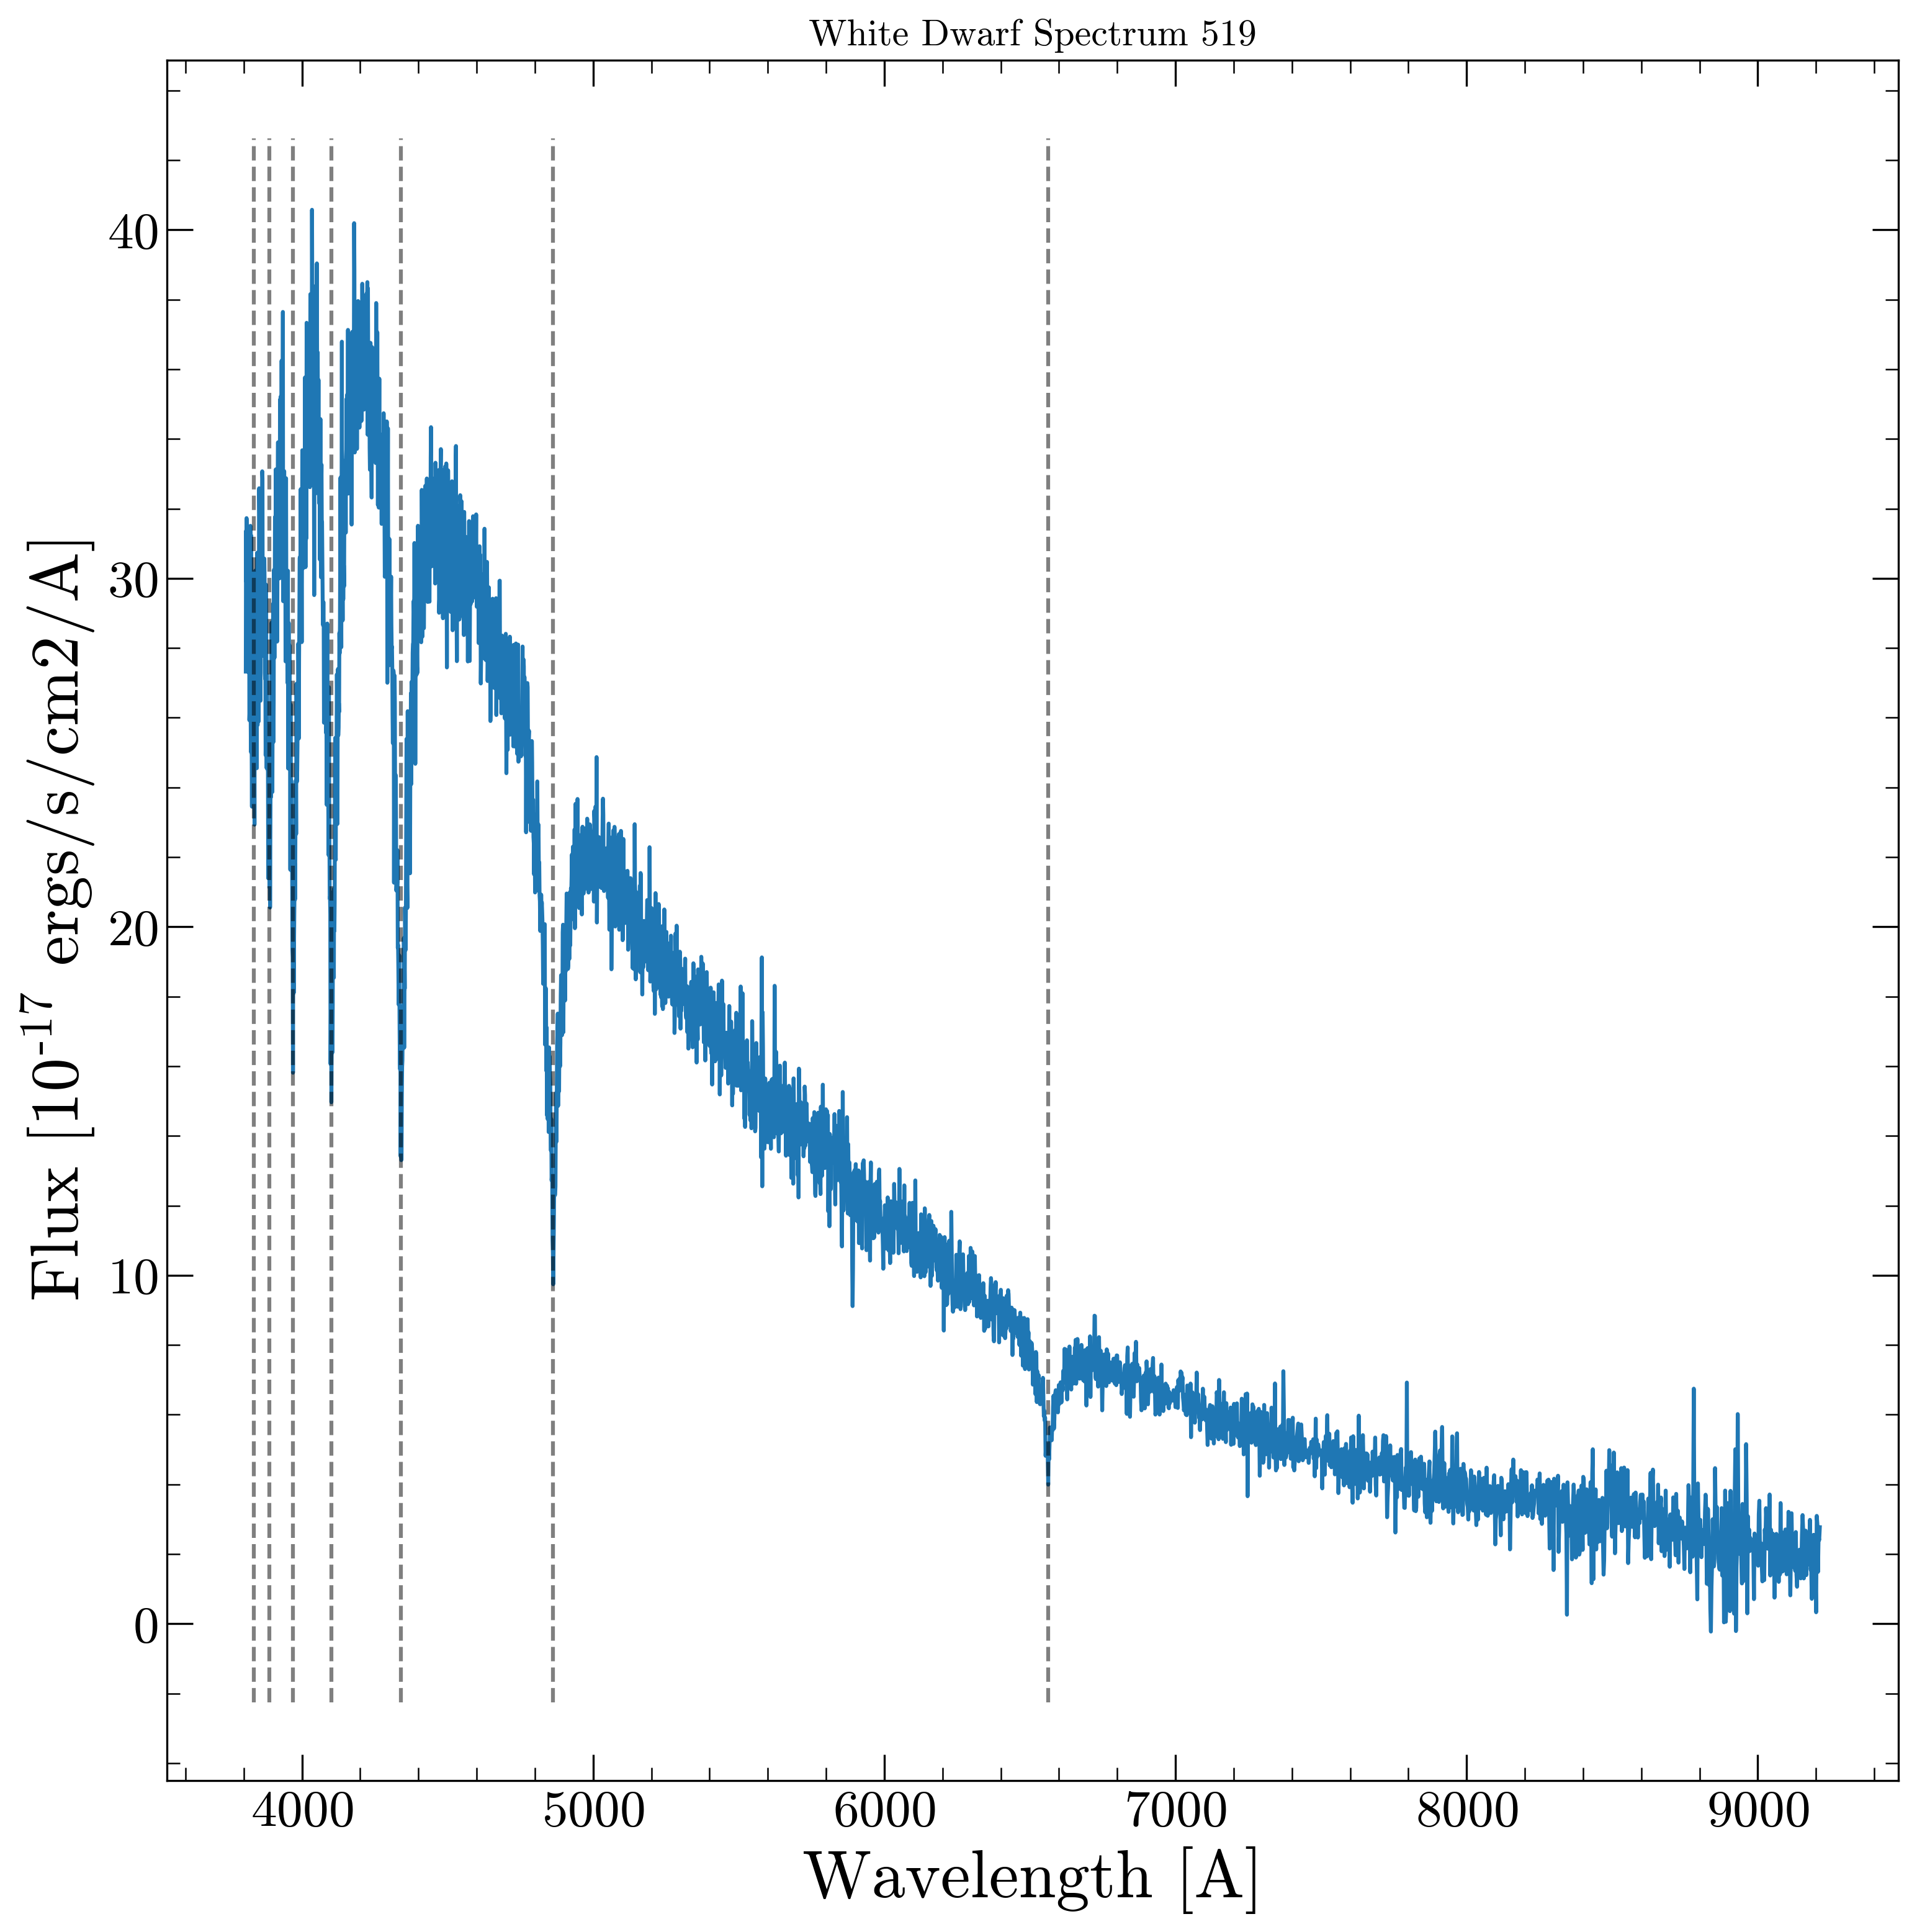 White Dwarf Spectrum 519
Flux [10⁻¹⁷ ergs/s/cm2//A]
40
30
20
10
0
4000 5000 6000 7000 8000 9000
Wavelength [A]